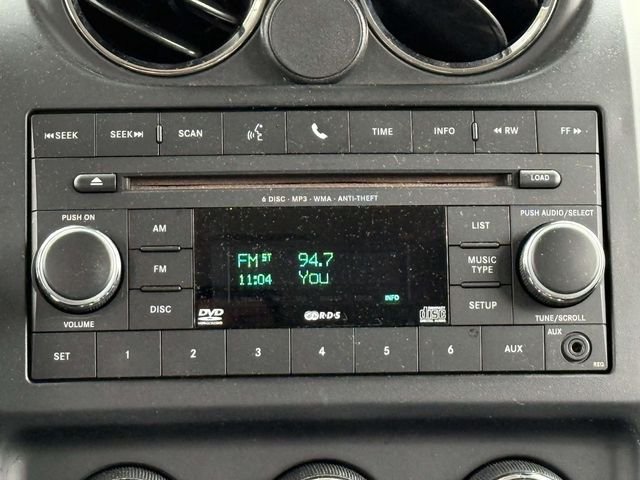 ⏮SEEK SEEK⏭ SCAN TIME INFO ◀◀RW FF▶▶
LOAD
6 DISC · MP3 · WMA · ANTI-THEFT
PUSH ON
VOLUME
AM
FM
DISC
FM ST 94.7
11:04 You
INFO
DVD
R·D·S
disc
LIST
MUSIC
TYPE
SETUP
PUSH AUDIO/SELECT
TUNE/SCROLL
SET 1 2 3 4 5 6 AUX
AUX
REQ